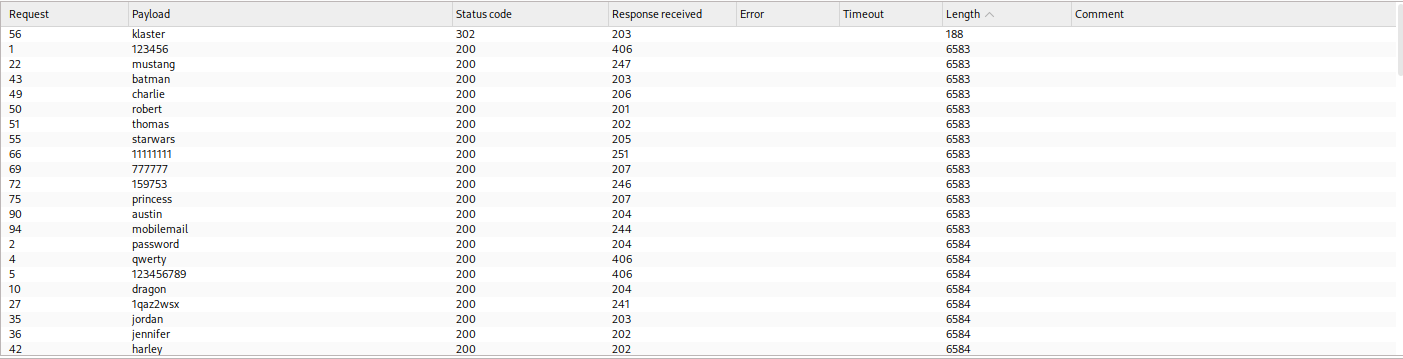 Request Payload Status code Response received Error Timeout Length Comment
56 klaster 302 203 188
1 123456 200 406 6583
22 mustang 200 247 6583
43 batman 200 203 6583
49 charlie 200 206 6583
50 robert 200 201 6583
51 thomas 200 202 6583
55 starwars 200 205 6583
66 11111111 200 251 6583
69 777777 200 207 6583
72 159753 200 246 6583
75 princess 200 207 6583
90 austin 200 204 6583
94 mobilemail 200 244 6583
2 password 200 204 6584
4 qwerty 200 406 6584
5 123456789 200 406 6584
10 dragon 200 204 6584
27 1qaz2wsx 200 241 6584
35 jordan 200 203 6584
36 jennifer 200 202 6584
42 harley 200 202 6584